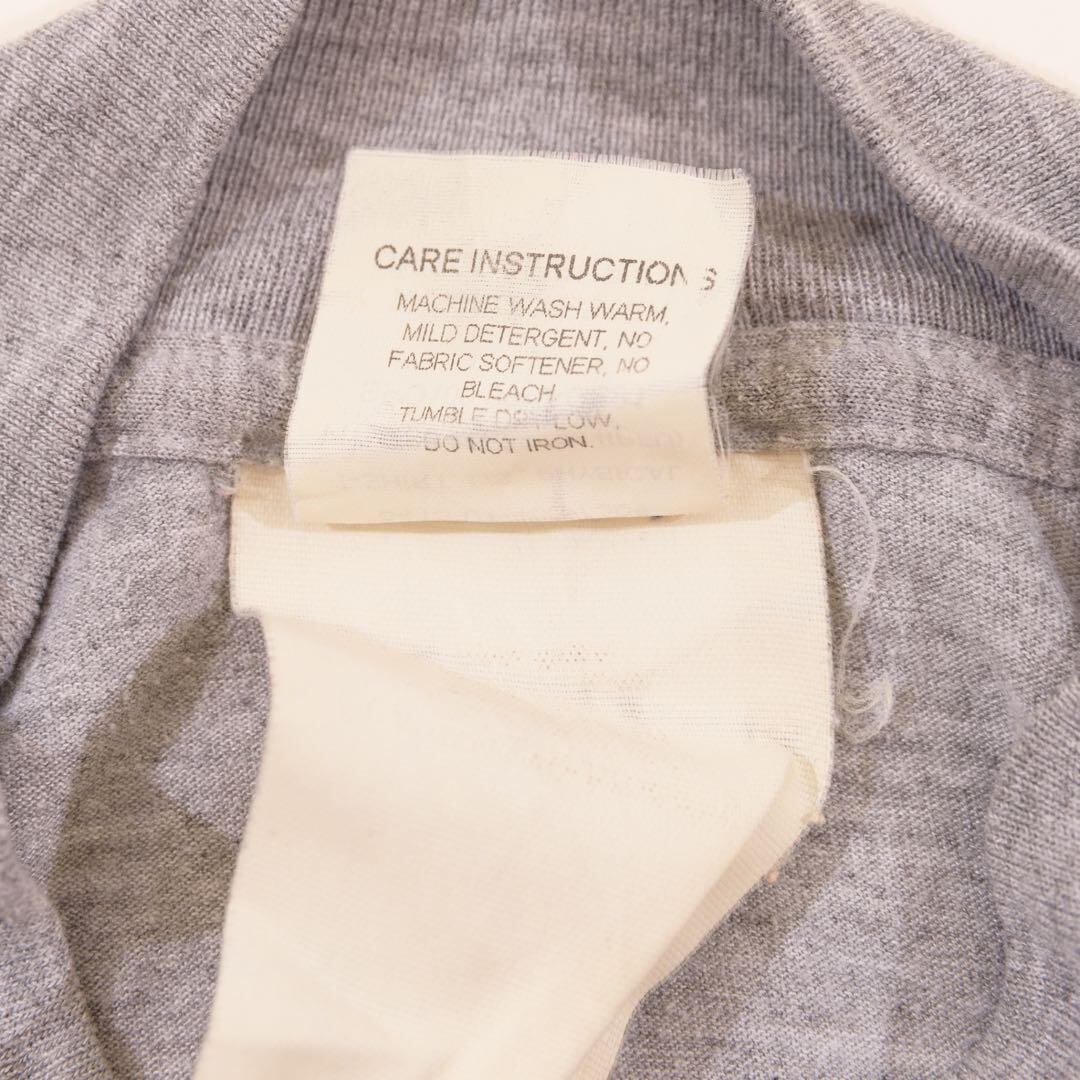 CARE INSTRUCTIONS
MACHINE WASH WARM,
MILD DETERGENT, NO
FABRIC SOFTENER, NO
BLEACH.
TUMBLE DRY LOW,
DO NOT IRON.